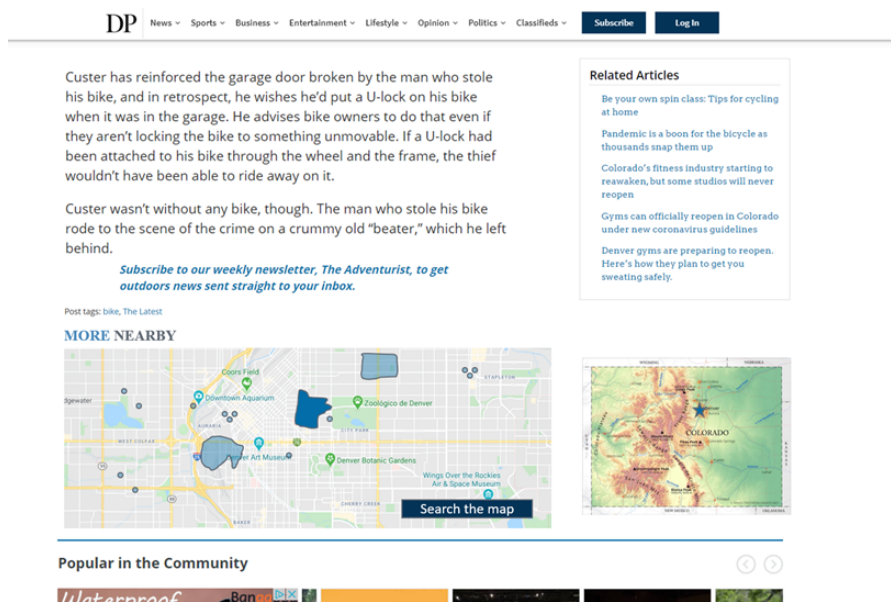 DP
News Sports Business Entertainment Lifestyle Opinion Politics Classifieds Subscribe Log In
Custer has reinforced the garage door broken by the man who stole
his bike, and in retrospect, he wishes he’d put a U-lock on his bike
when it was in the garage. He advises bike owners to do that even if
they aren’t locking the bike to something unmovable. If a U-lock had
been attached to his bike through the wheel and the frame, the thief
wouldn’t have been able to ride away on it.
Custer wasn’t without any bike, though. The man who stole his bike
rode to the scene of the crime on a crummy old “beater,” which he left
behind.
Subscribe to our weekly newsletter, The Adventurist, to get
outdoors news sent straight to your inbox.
Post tags: bike, The Latest
Related Articles
Be your own spin class: Tips for cycling
at home
Pandemic is a boon for the bicycle as
thousands snap them up
Colorado’s fitness industry starting to
reawaken, but some studios will never
reopen
Gyms can officially reopen in Colorado
under new coronavirus guidelines
Denver gyms are preparing to reopen.
Here’s how they plan to get you
sweating safely.
MORE NEARBY
Coors Field
STAPLETON
dgewater
Downtown Aquarium
Zoológico de Denver
AURARIA
CITY PARK
WEST COLFAX
Denver Art Museum
Denver Botanic Gardens
Wings Over the Rockies
Air & Space Museum
CHERRY CREEK
Search the map
BAKER
WYOMING
NEBRASKA
COLORADO
KANSAS
NEW MEXICO
OKLAHOMA
Popular in the Community
Waterproof